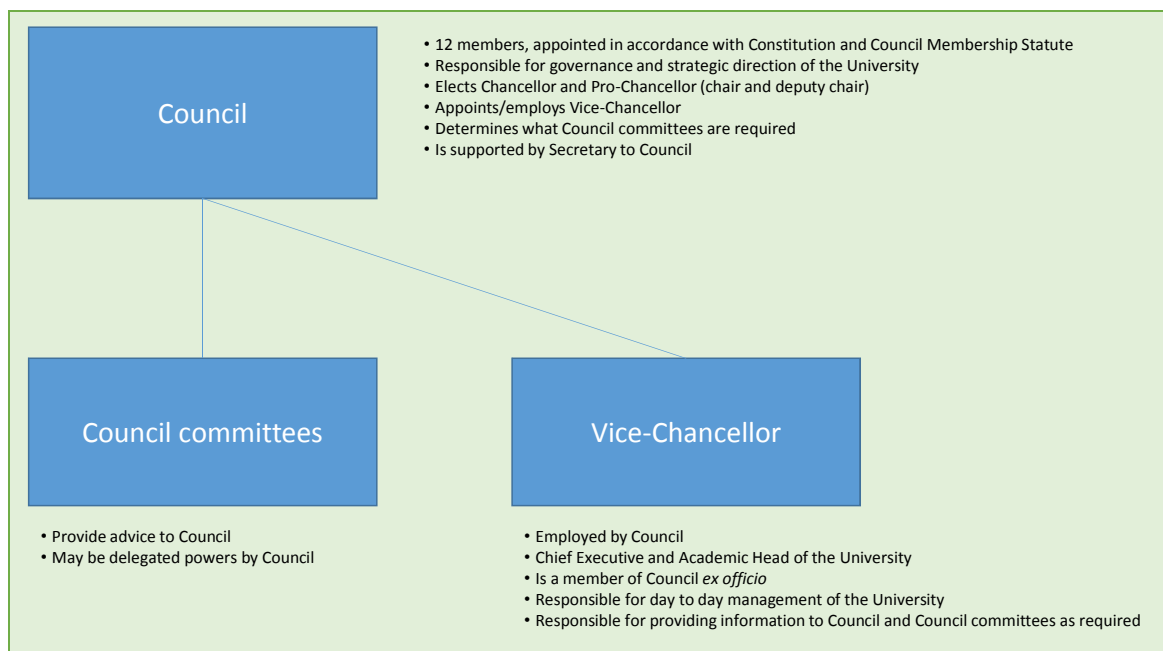 Council
• 12 members, appointed in accordance with Constitution and Council Membership Statute
• Responsible for governance and strategic direction of the University
• Elects Chancellor and Pro-Chancellor (chair and deputy chair)
• Appoints/employs Vice-Chancellor
• Determines what Council committees are required
• Is supported by Secretary to Council
Council committees
• Provide advice to Council
• May be delegated powers by Council
Vice-Chancellor
• Employed by Council
• Chief Executive and Academic Head of the University
• Is a member of Council ex officio
• Responsible for day to day management of the University
• Responsible for providing information to Council and Council committees as required